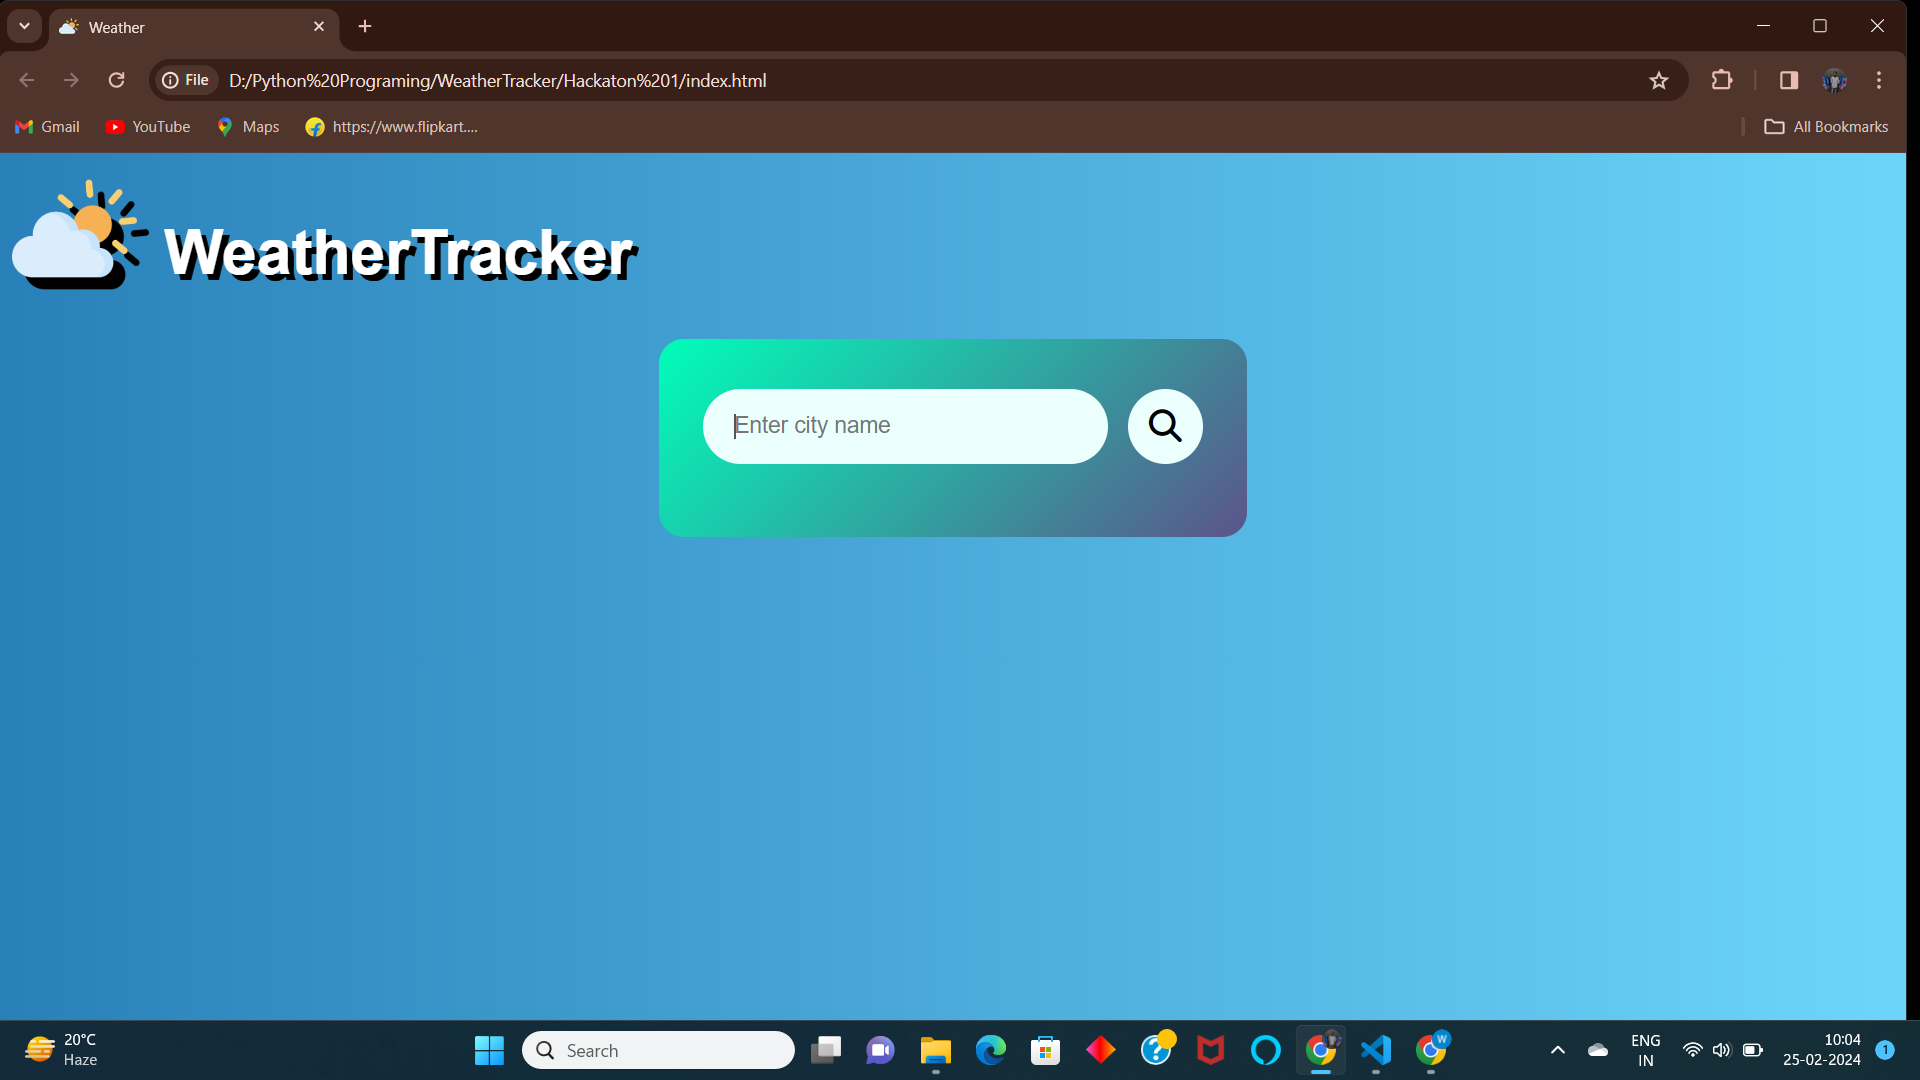 Weather
File D:/Python%20Programing/WeatherTracker/Hackaton%201/index.html
Gmail YouTube Maps https://www.flipkart.... All Bookmarks
WeatherTracker
Enter city name
20°C
Haze
Search
W
ENG
IN
10:04
25-02-2024
1